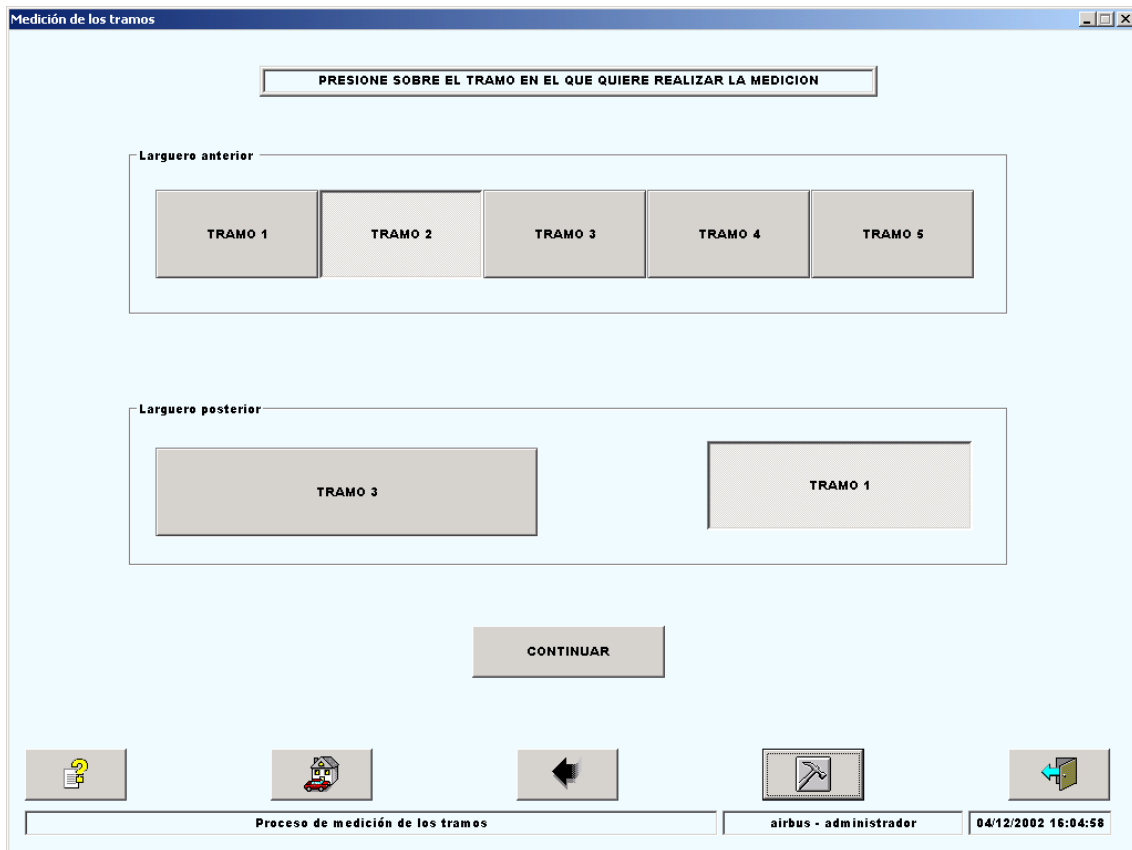 Medición de los tramos
PRESIONE SOBRE EL TRAMO EN EL QUE QUIERE REALIZAR LA MEDICION
Larguero anterior
TRAMO 1
TRAMO 2
TRAMO 3
TRAMO 4
TRAMO 5
Larguero posterior
TRAMO 3
TRAMO 1
CONTINUAR
Proceso de medición de los tramos
airbus - administrador
04/12/2002 16:04:58